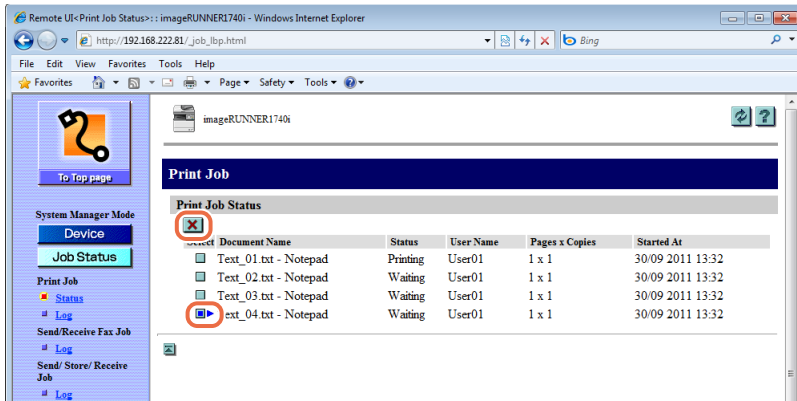 Remote UI<Print Job Status>: : imageRUNNER1740i - Windows Internet Explorer
http://192.168.222.81/_job_lbp.html
Bing
File Edit View Favorites Tools Help
Favorites Page Safety Tools
imageRUNNER1740i
To Top page
Print Job
Print Job Status
System Manager Mode
Device
Job Status
Print Job
Status
Log
Send/Receive Fax Job
Log
Send/ Store/ Receive
Job
Log
Select Document Name Status User Name Pages x Copies Started At
Text_01.txt - Notepad Printing User01 1 x 1 30/09 2011 13:32
Text_02.txt - Notepad Waiting User01 1 x 1 30/09 2011 13:32
Text_03.txt - Notepad Waiting User01 1 x 1 30/09 2011 13:32
ext_04.txt - Notepad Waiting User01 1 x 1 30/09 2011 13:32